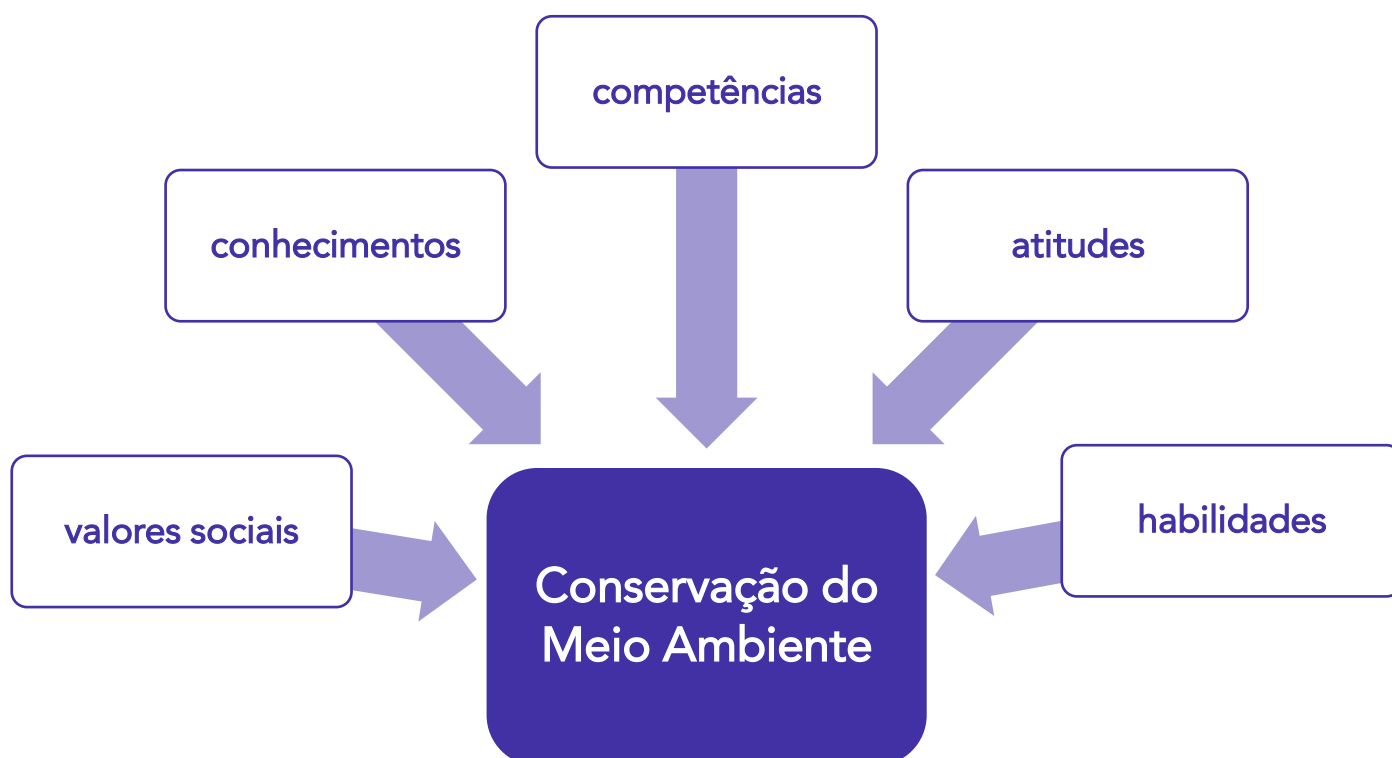 competências
conhecimentos
atitudes
valores sociais
habilidades
Conservação do
Meio Ambiente